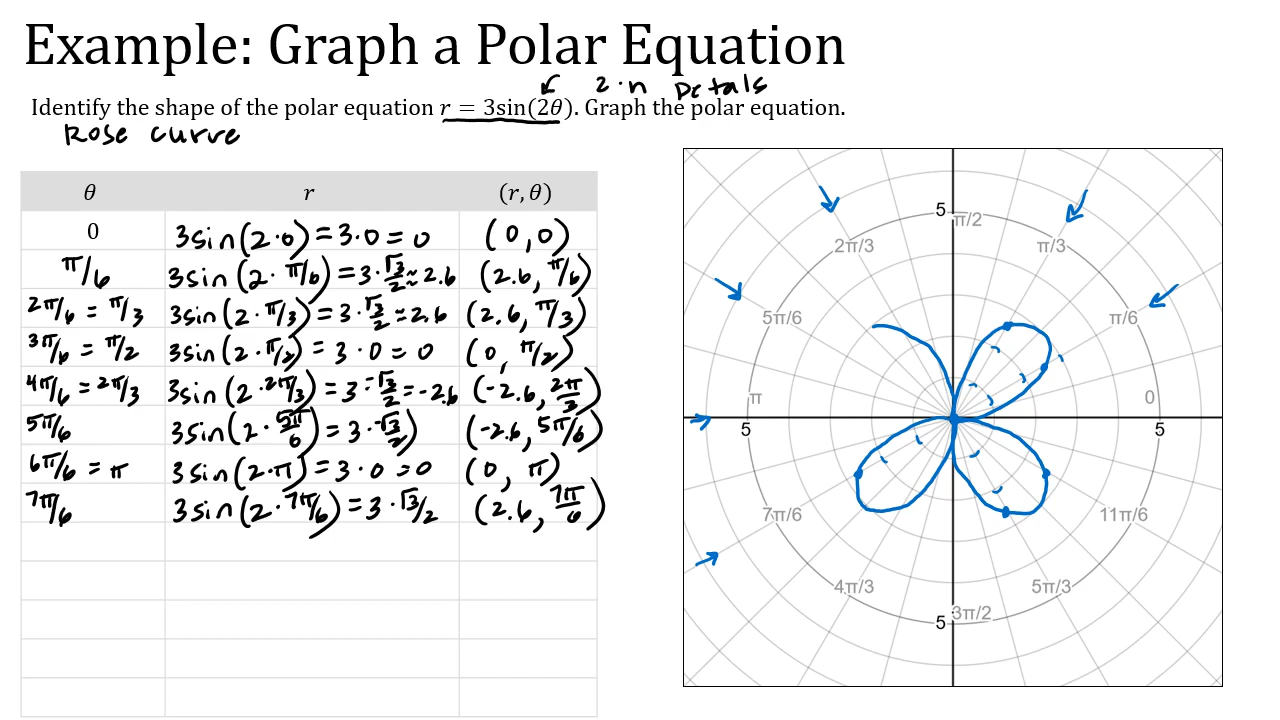 Example: Graph a Polar Equation
2·n petals
Identify the shape of the polar equation r = 3sin(2θ). Graph the polar equation.
Rose curve
θ r (r, θ)
0 3sin(2·0) = 3·0 = 0 (0,0)
π/6 3sin(2·π/6) = 3·√3/2 ≈ 2.6 (2.6, π/6)
2π/6 = π/3 3sin(2·π/3) = 3·√3/2 ≈ 2.6 (2.6, π/3)
3π/6 = π/2 3sin(2·π/2) = 3·0 = 0 (0, π/2)
4π/6 = 2π/3 3sin(2·2π/3) = 3·-√3/2 = -2.6 (-2.6, 2π/3)
5π/6 3sin(2·5π/6) = 3·-√3/2) (-2.6, 5π/6)
6π/6 = π 3sin(2·π) = 3·0 = 0 (0, π)
7π/6 3sin(2·7π/6) = 3·√3/2 (2.6, 7π/6)
5 π/2
2π/3 π/3
5π/6 π/6
π 0
5 5
7π/6 11π/6
4π/3 5π/3
5 3π/2